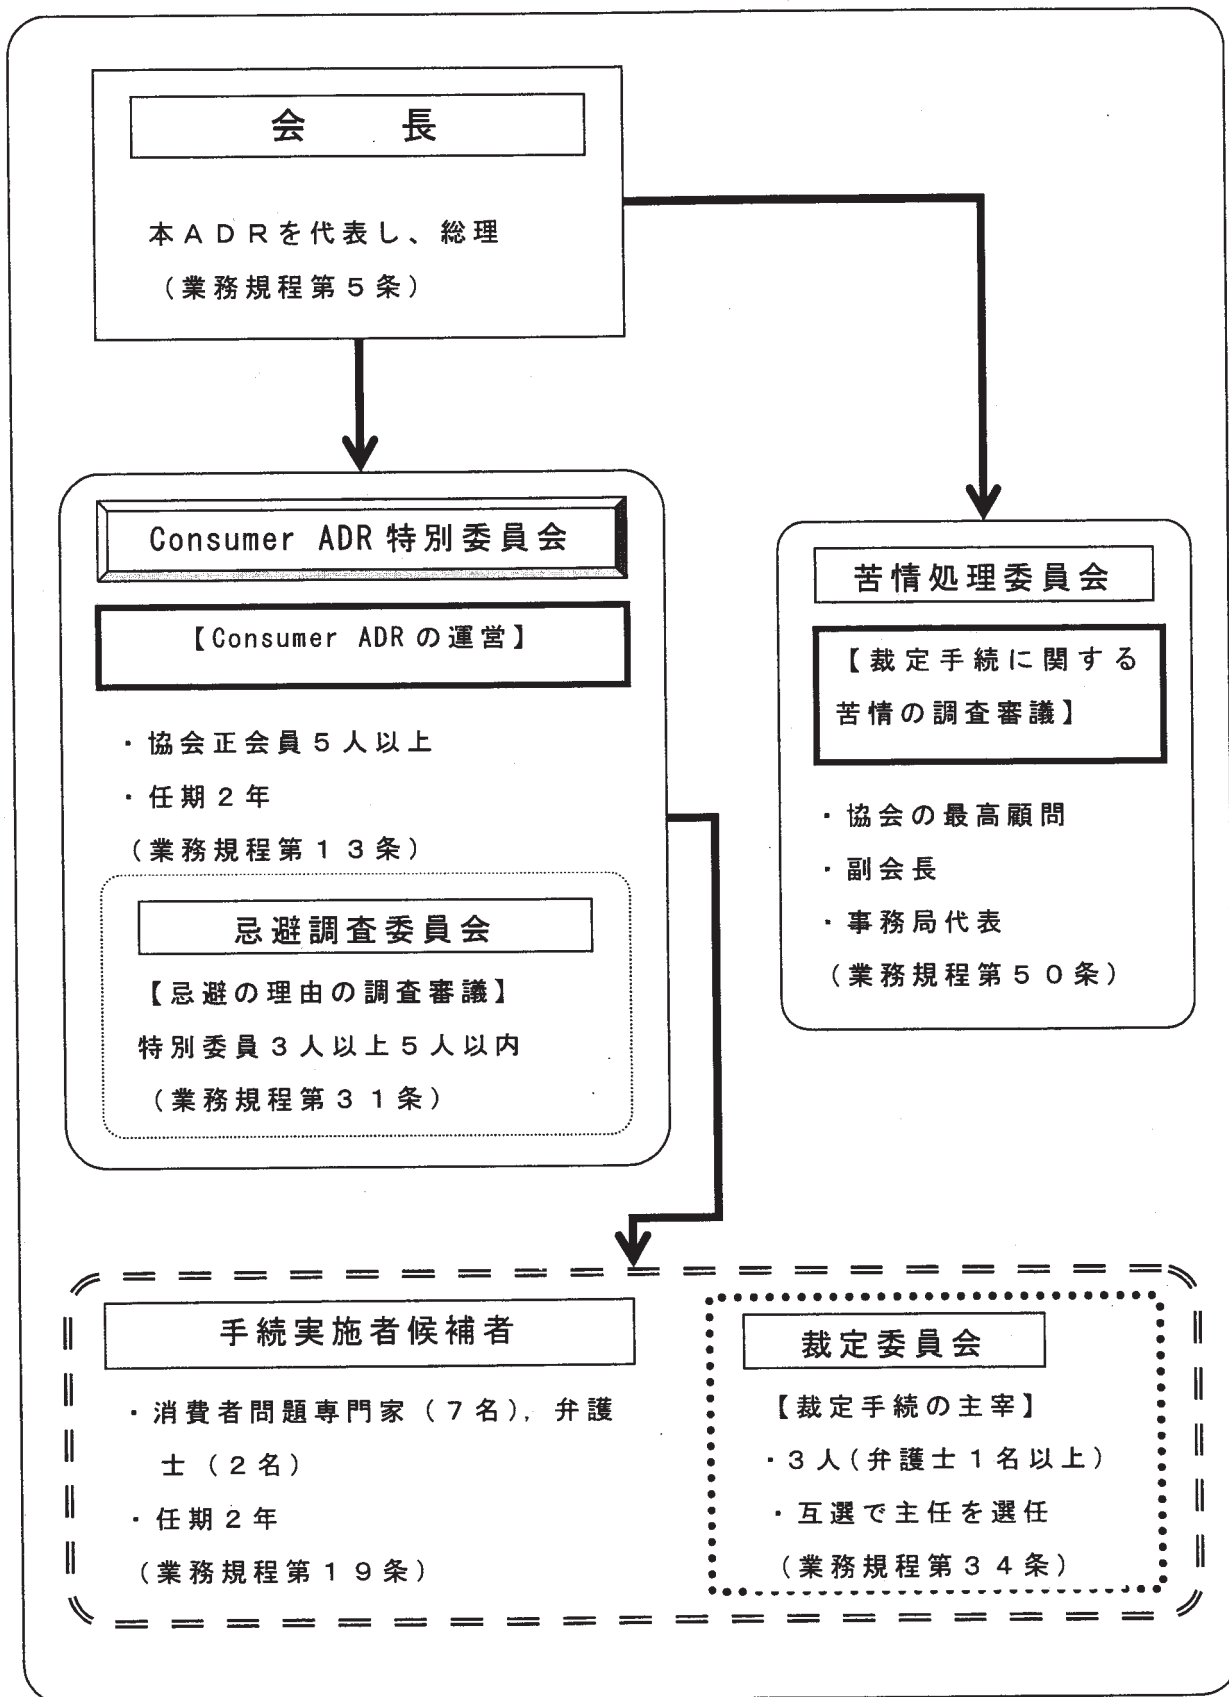 会　長
本ＡＤＲを代表し、総理
（業務規程第５条）
Consumer ADR 特別委員会
【Consumer ADR の運営】
・協会正会員５人以上
・任期２年
（業務規程第１３条）
忌避調査委員会
【忌避の理由の調査審議】
特別委員３人以上５人以内
（業務規程第３１条）
苦情処理委員会
【裁定手続に関する
苦情の調査審議】
・協会の最高顧問
・副会長
・事務局代表
（業務規程第５０条）
手続実施者候補者
・消費者問題専門家（７名），弁護
士（２名）
・任期２年
（業務規程第１９条）
裁定委員会
【裁定手続の主宰】
・３人（弁護士１名以上）
・互選で主任を選任
（業務規程第３４条）